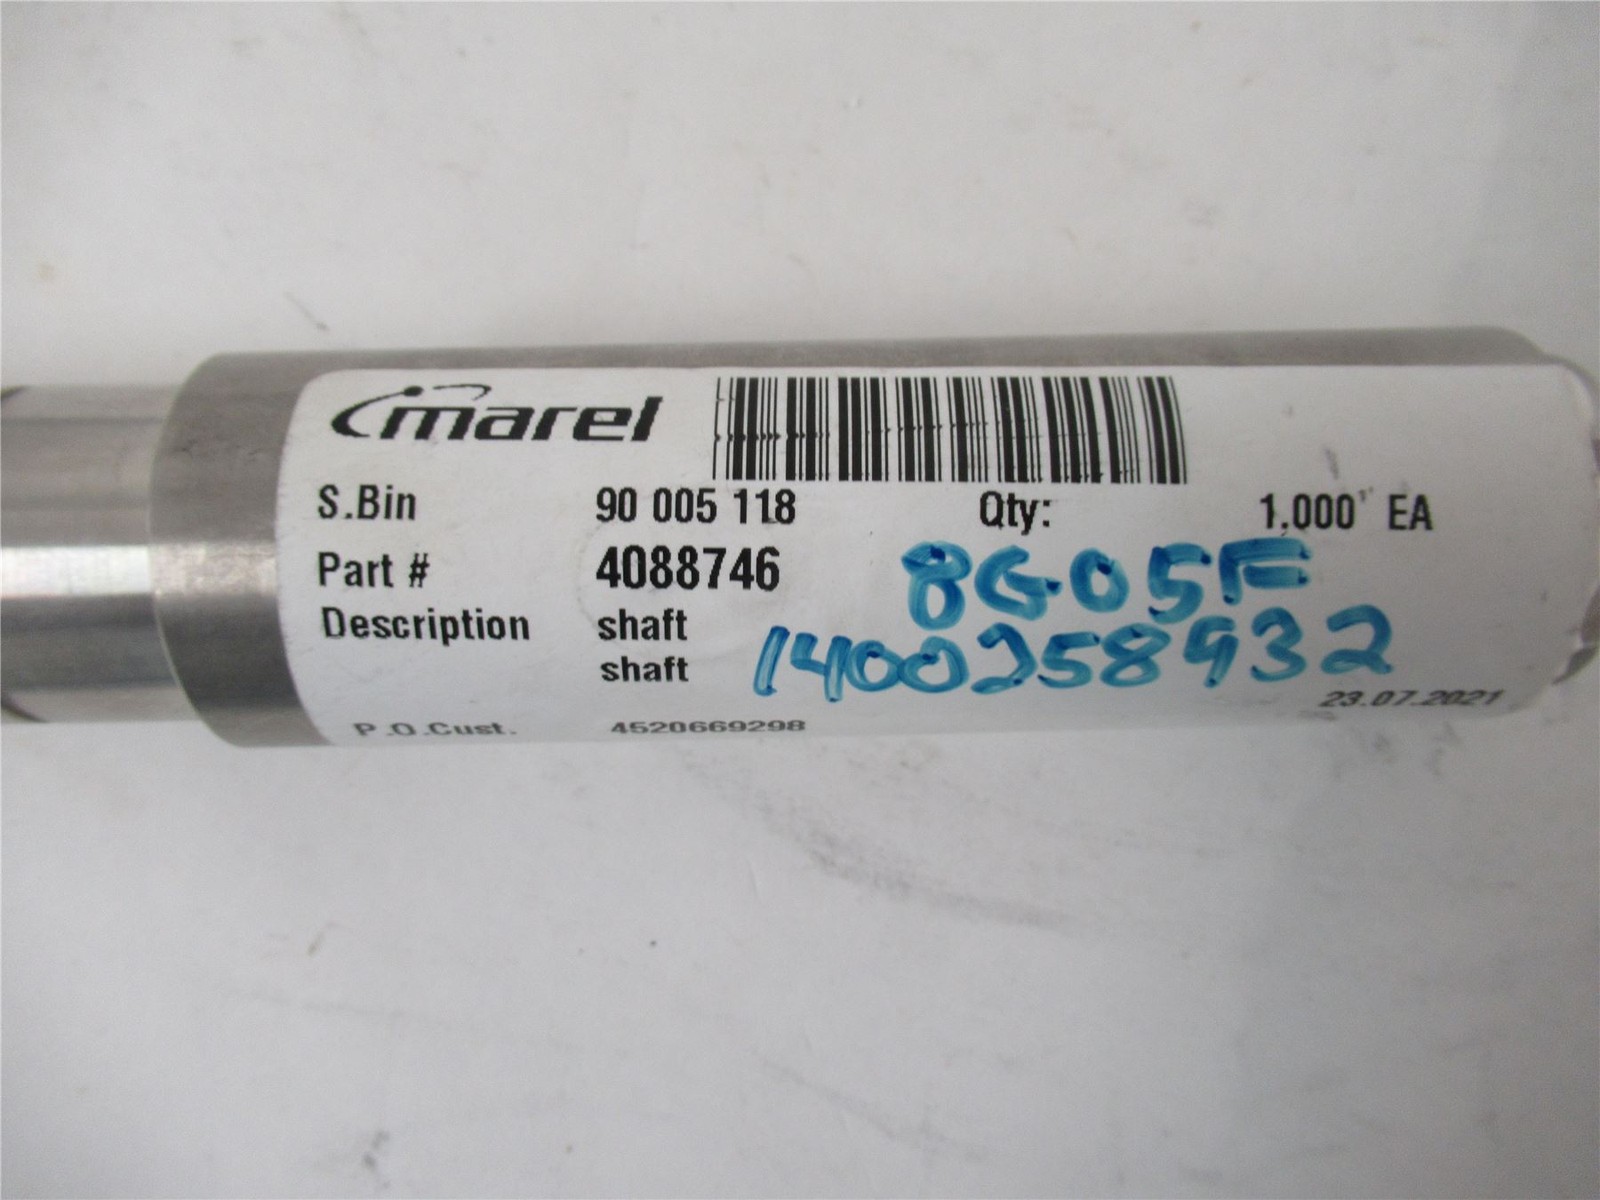 marel
S.Bin 90 005 118 Qty: 1.000 EA
Part # 4088746 8G05F
Description shaft
shaft 1400258932
23.07.2021
P.O.Cust. 4520669298